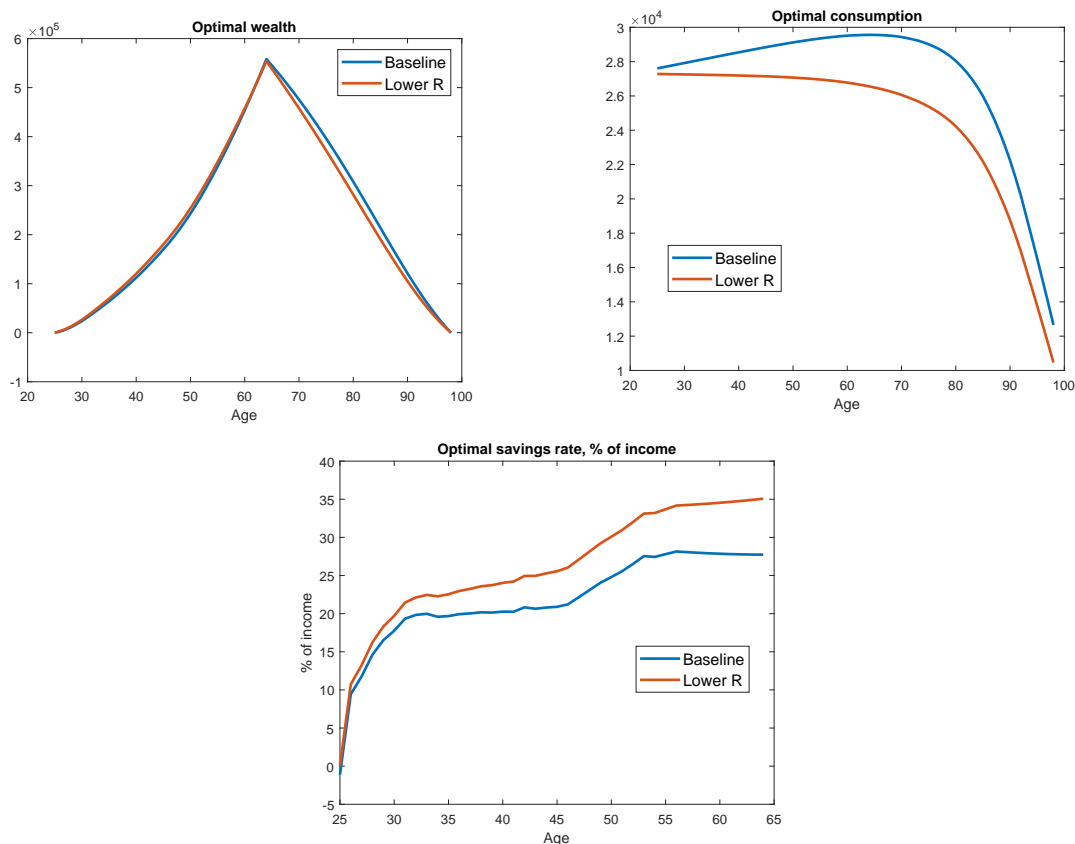 Optimal wealth
×10⁵
6
5
4
3
2
1
0
-1
20 30 40 50 60 70 80 90 100
Age
Baseline
Lower R
Optimal consumption
×10⁴
3
2.8
2.6
2.4
2.2
2
1.8
1.6
1.4
1.2
1
20 30 40 50 60 70 80 90 100
Age
Baseline
Lower R
Optimal savings rate, % of income
% of income
40
35
30
25
20
15
10
5
0
-5
25 30 35 40 45 50 55 60 65
Age
Baseline
Lower R